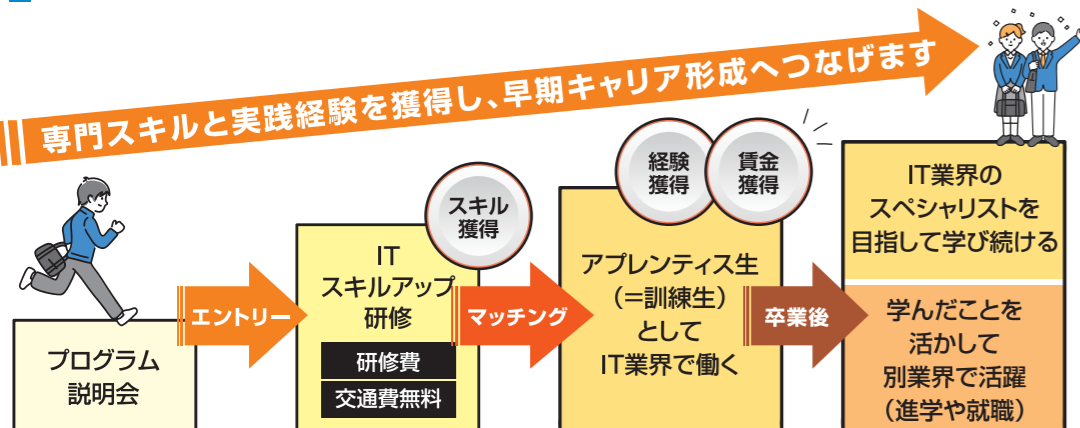 専門スキルと実践経験を獲得し、早期キャリア形成へつなげます
プログラム
説明会
エントリー
スキル
獲得
IT
スキルアップ
研修
研修費
交通費無料
マッチング
経験
獲得
賃金
獲得
アプレンティス生
（＝訓練生）
として
IT業界で働く
卒業後
IT業界の
スペシャリストを
目指して学び続ける
学んだことを
活かして
別業界で活躍
（進学や就職）